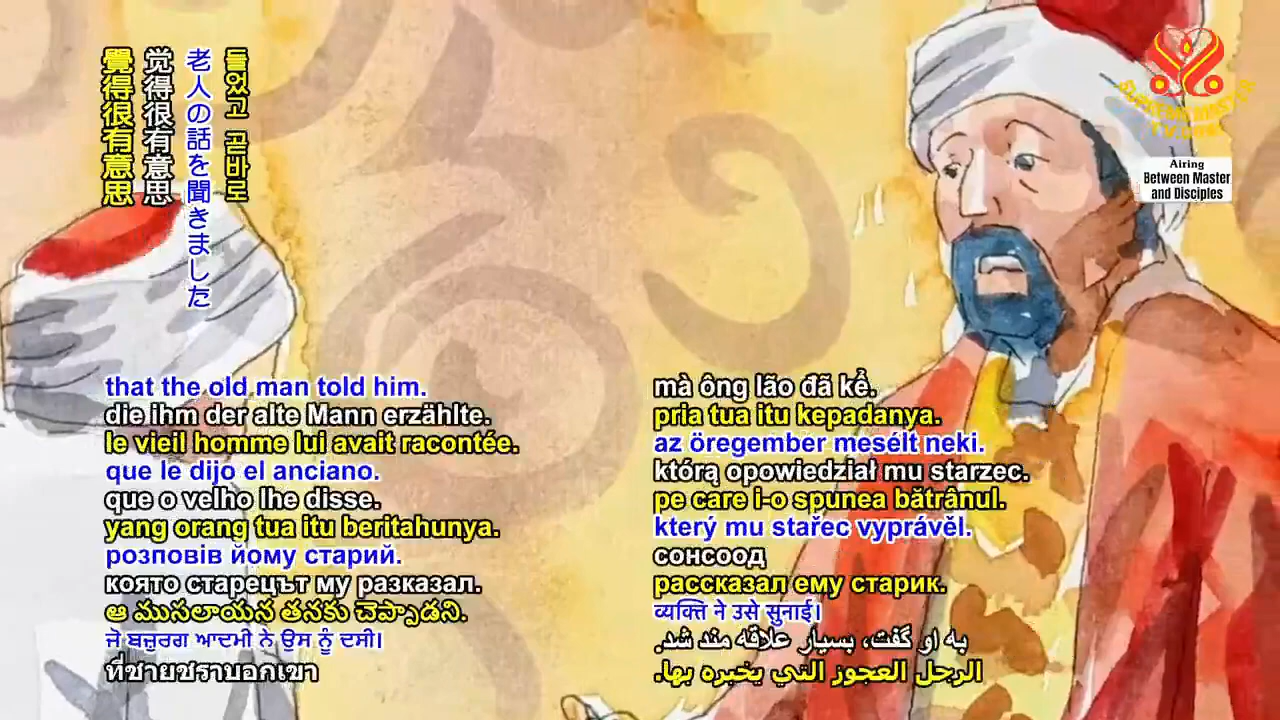 覺得很有意思
觉得很有意思
老人の話を聞きました
들었고 곧바로
SUPREME MASTER
TV.COM
Airing
Between Master
and Disciples
that the old man told him.
die ihm der alte Mann erzählte.
le vieil homme lui avait racontée.
que le dijo el anciano.
que o velho lhe disse.
yang orang tua itu beritahunya.
розповів йому старий.
която старецът му разказал.
ఆ ముసలాయన తనకు చెప్పాడని.
ਜੋ ਬਜ਼ੁਰਗ ਆਦਮੀ ਨੇ ਉਸ ਨੂੰ ਦਸੀ।
ที่ชายชราบอกเขา
mà ông lão đã kể.
pria tua itu kepadanya.
az öregember mesélt neki.
którą opowiedział mu starzec.
pe care i-o spunea bătrânul.
který mu stařec vyprávěl.
сонсоод
рассказал ему старик.
व्यक्ति ने उसे सुनाई।
به او گفت، بسیار علاقه مند شد.
الرجل العجوز التي يخبره بها.